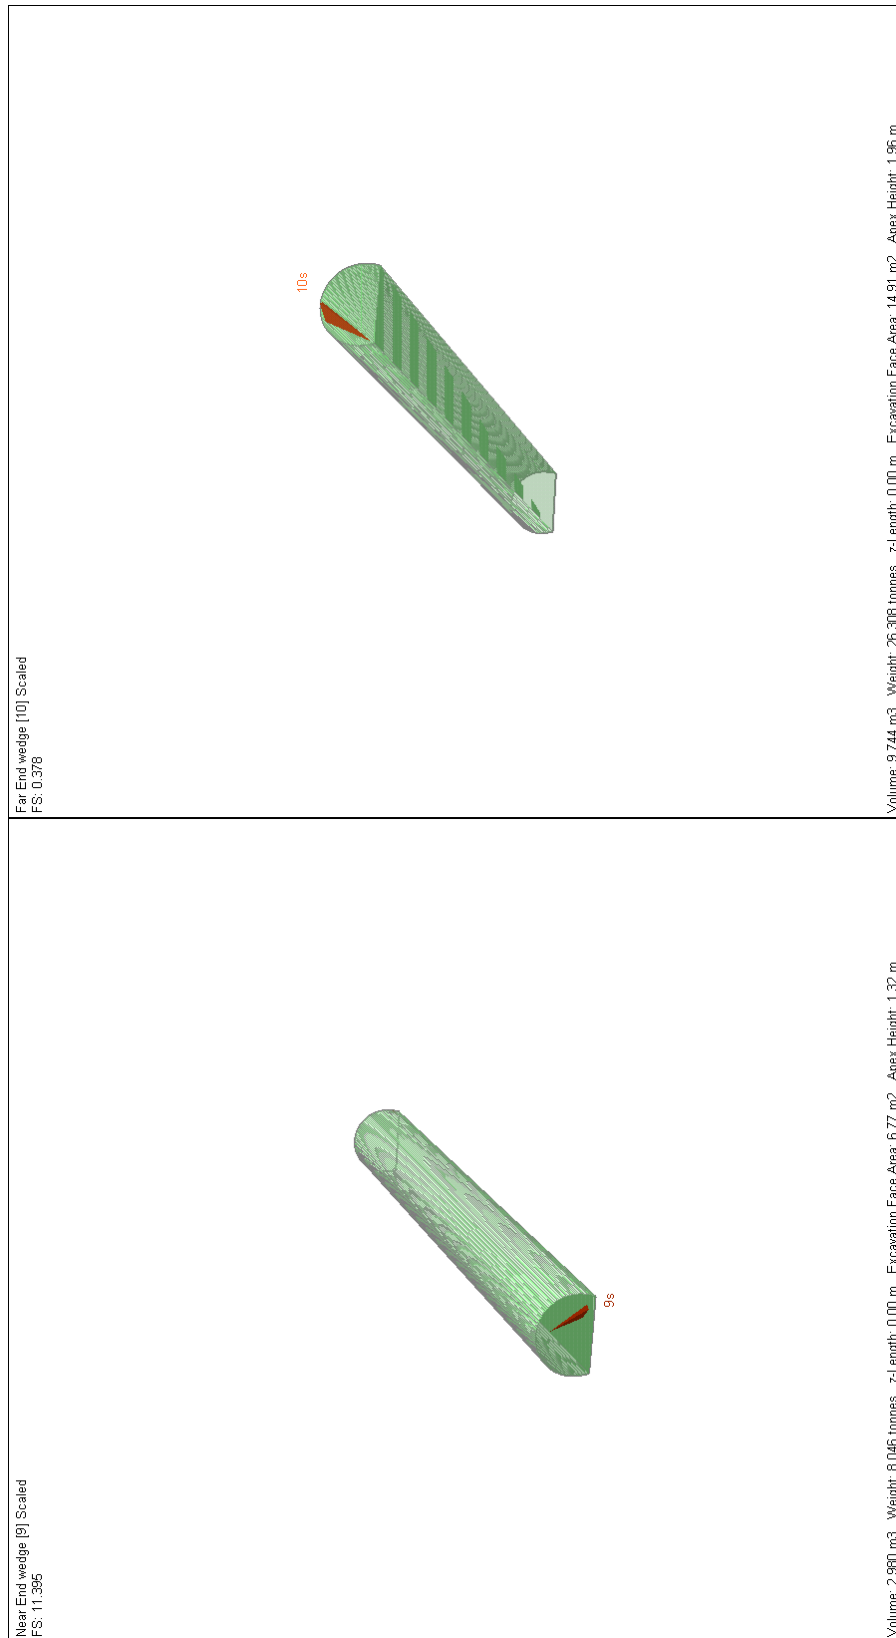 Near End wedge [9] Scaled
FS: 11.395
9s
Volume: 2.980 m3 Weight: 8.046 tonnes z-Length: 0.00 m Excavation Face Area: 6.77 m2 Apex Height: 1.32 m
Far End wedge [10] Scaled
FS: 0.378
10s
Volume: 9.744 m3 Weight: 26.308 tonnes z-Length: 0.00 m Excavation Face Area: 14.91 m2 Apex Height: 1.96 m